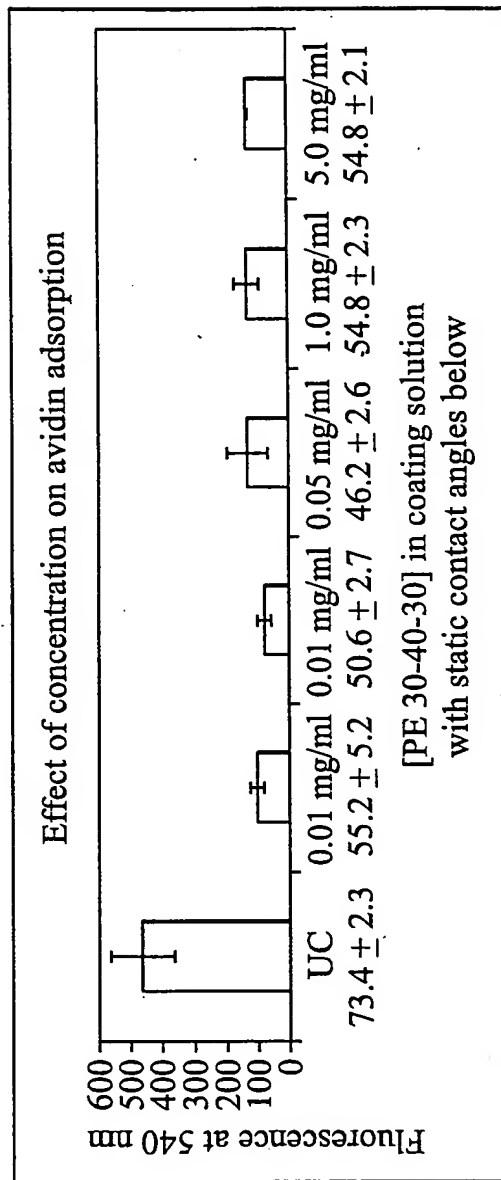 Effect of concentration on avidin adsorption
Fluorescence at 540 nm
600
500
400
300
200
100
0
UC 0.01 mg/ml 0.01 mg/ml 0.05 mg/ml 1.0 mg/ml 5.0 mg/ml
73.4 ± 2.3 55.2 ± 5.2 50.6 ± 2.7 46.2 ± 2.6 54.8 ± 2.3 54.8 ± 2.1
[PE 30-40-30] in coating solution
with static contact angles below